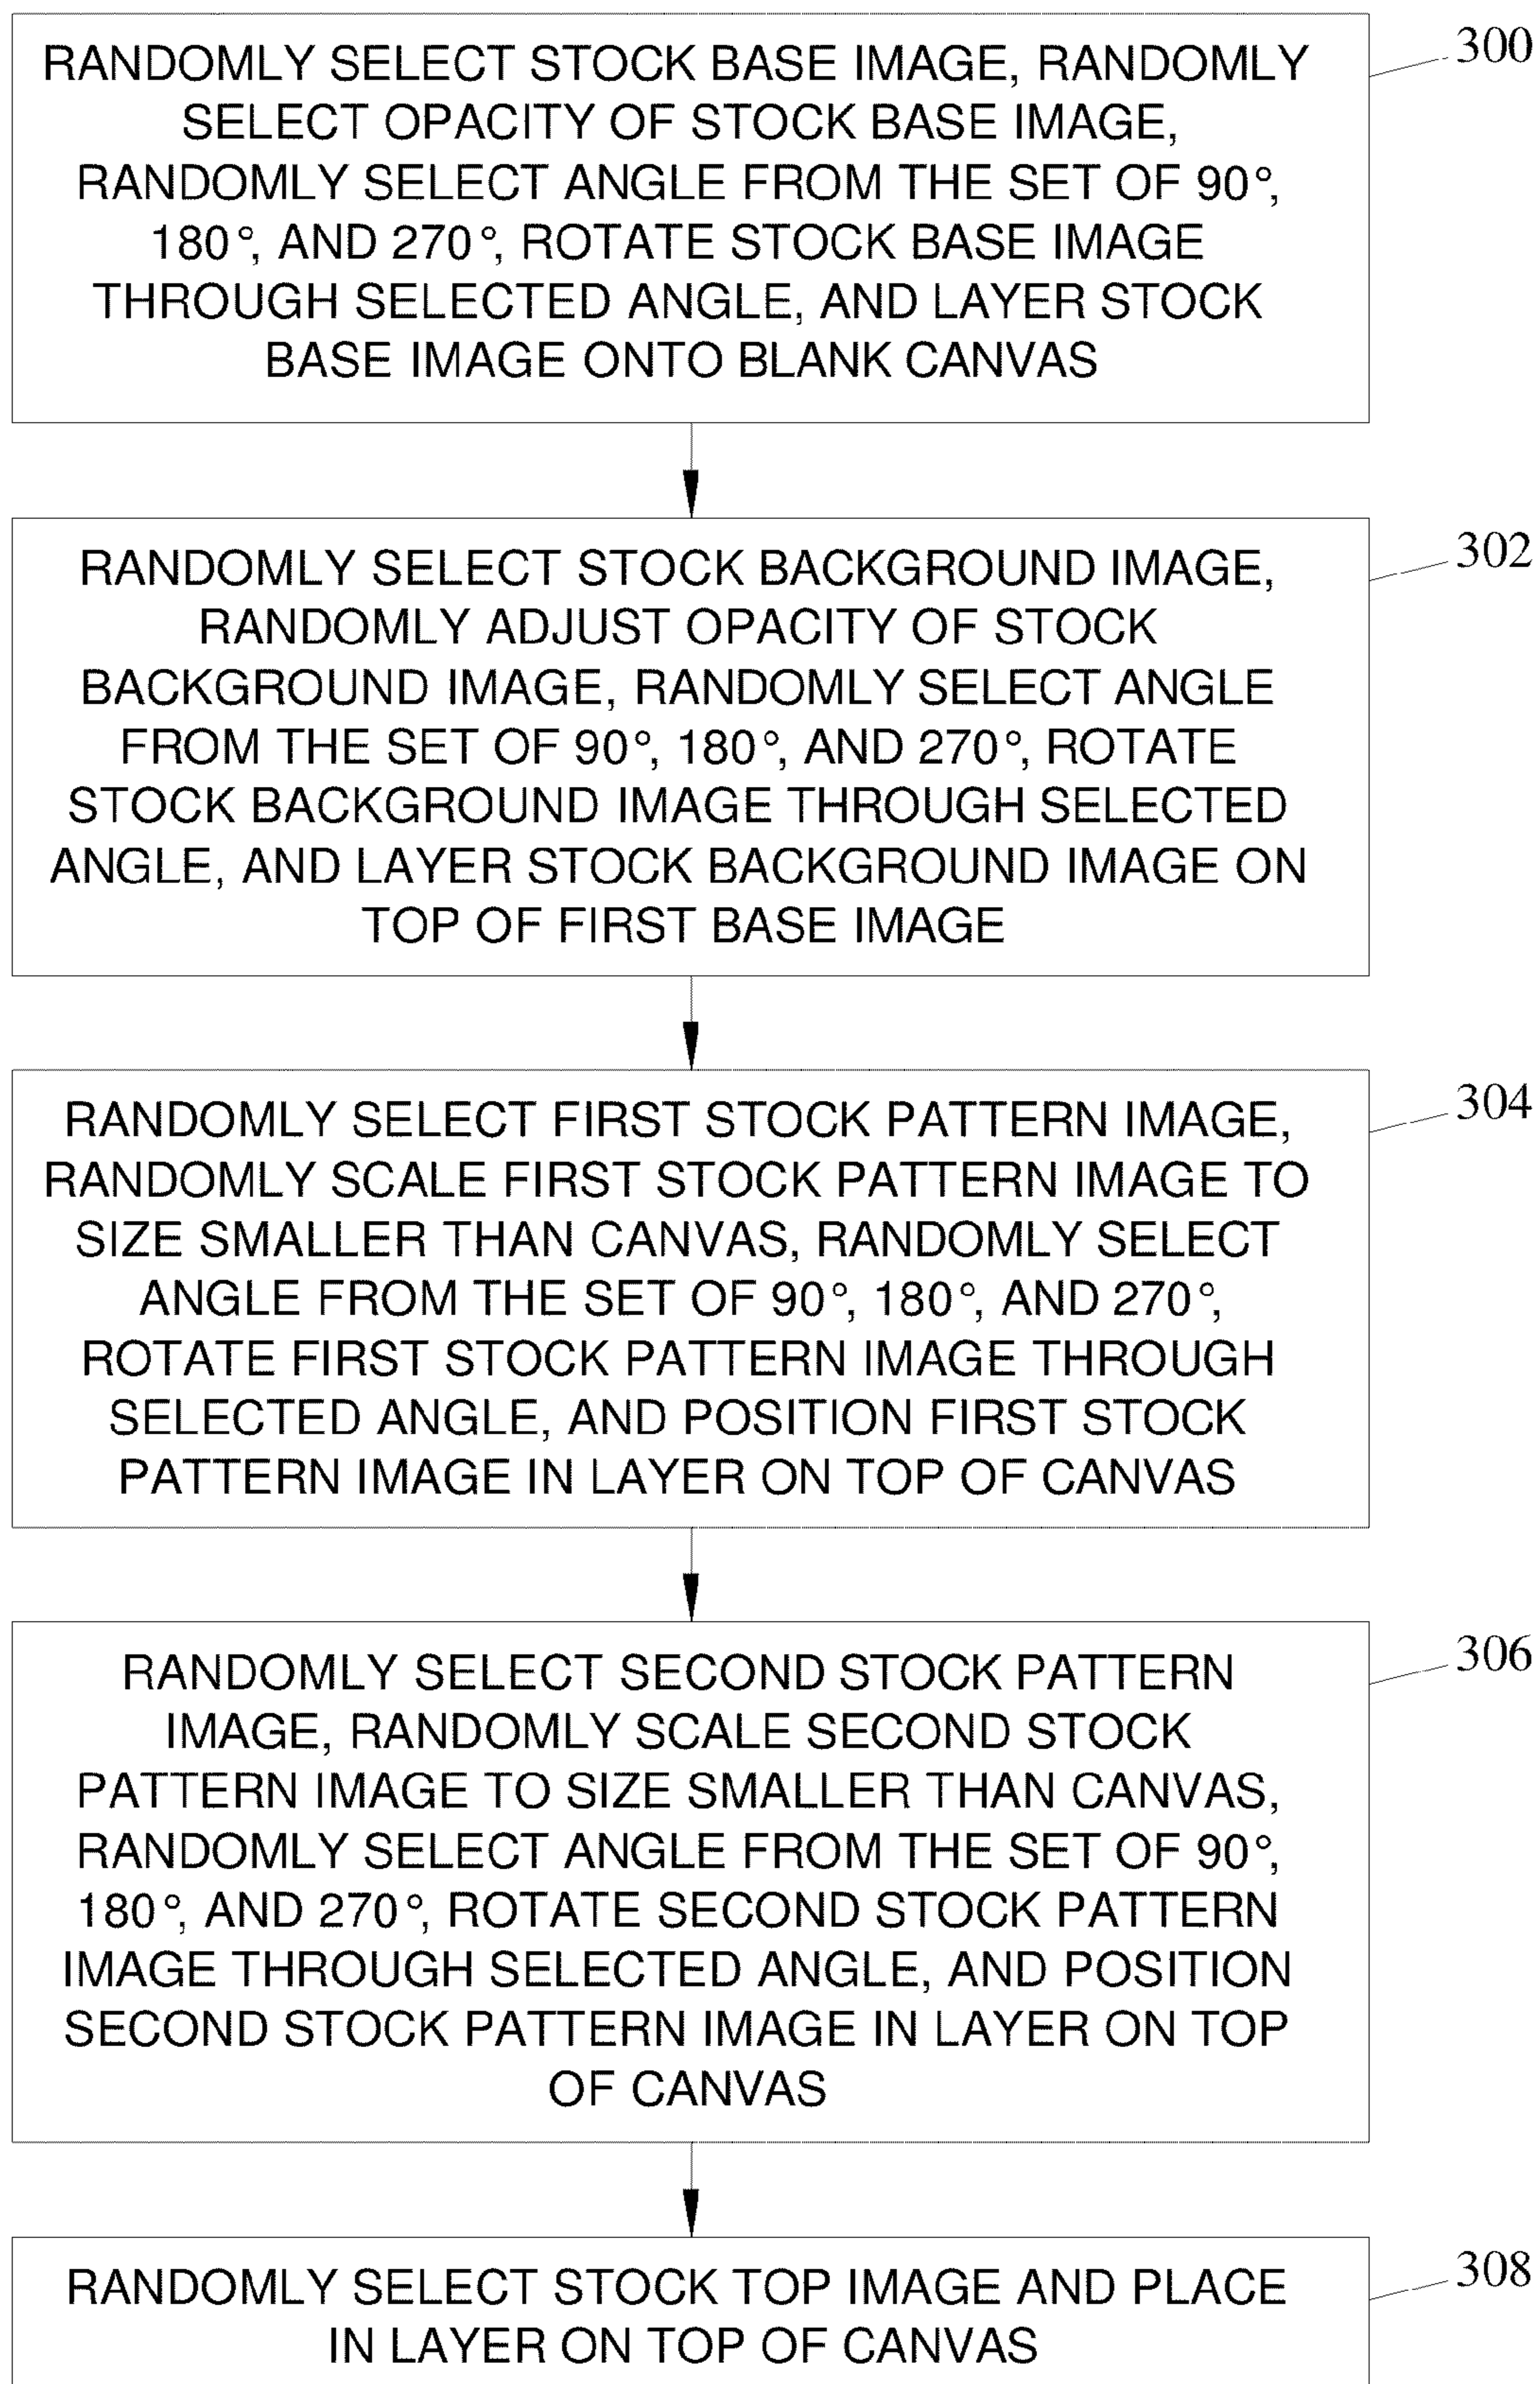 RANDOMLY SELECT STOCK BASE IMAGE, RANDOMLY
SELECT OPACITY OF STOCK BASE IMAGE,
RANDOMLY SELECT ANGLE FROM THE SET OF 90°,
180°, AND 270°, ROTATE STOCK BASE IMAGE
THROUGH SELECTED ANGLE, AND LAYER STOCK
BASE IMAGE ONTO BLANK CANVAS
300
RANDOMLY SELECT STOCK BACKGROUND IMAGE,
RANDOMLY ADJUST OPACITY OF STOCK
BACKGROUND IMAGE, RANDOMLY SELECT ANGLE
FROM THE SET OF 90°, 180°, AND 270°, ROTATE
STOCK BACKGROUND IMAGE THROUGH SELECTED
ANGLE, AND LAYER STOCK BACKGROUND IMAGE ON
TOP OF FIRST BASE IMAGE
302
RANDOMLY SELECT FIRST STOCK PATTERN IMAGE,
RANDOMLY SCALE FIRST STOCK PATTERN IMAGE TO
SIZE SMALLER THAN CANVAS, RANDOMLY SELECT
ANGLE FROM THE SET OF 90°, 180°, AND 270°,
ROTATE FIRST STOCK PATTERN IMAGE THROUGH
SELECTED ANGLE, AND POSITION FIRST STOCK
PATTERN IMAGE IN LAYER ON TOP OF CANVAS
304
RANDOMLY SELECT SECOND STOCK PATTERN
IMAGE, RANDOMLY SCALE SECOND STOCK
PATTERN IMAGE TO SIZE SMALLER THAN CANVAS,
RANDOMLY SELECT ANGLE FROM THE SET OF 90°,
180°, AND 270°, ROTATE SECOND STOCK PATTERN
IMAGE THROUGH SELECTED ANGLE, AND POSITION
SECOND STOCK PATTERN IMAGE IN LAYER ON TOP
OF CANVAS
306
RANDOMLY SELECT STOCK TOP IMAGE AND PLACE
IN LAYER ON TOP OF CANVAS
308